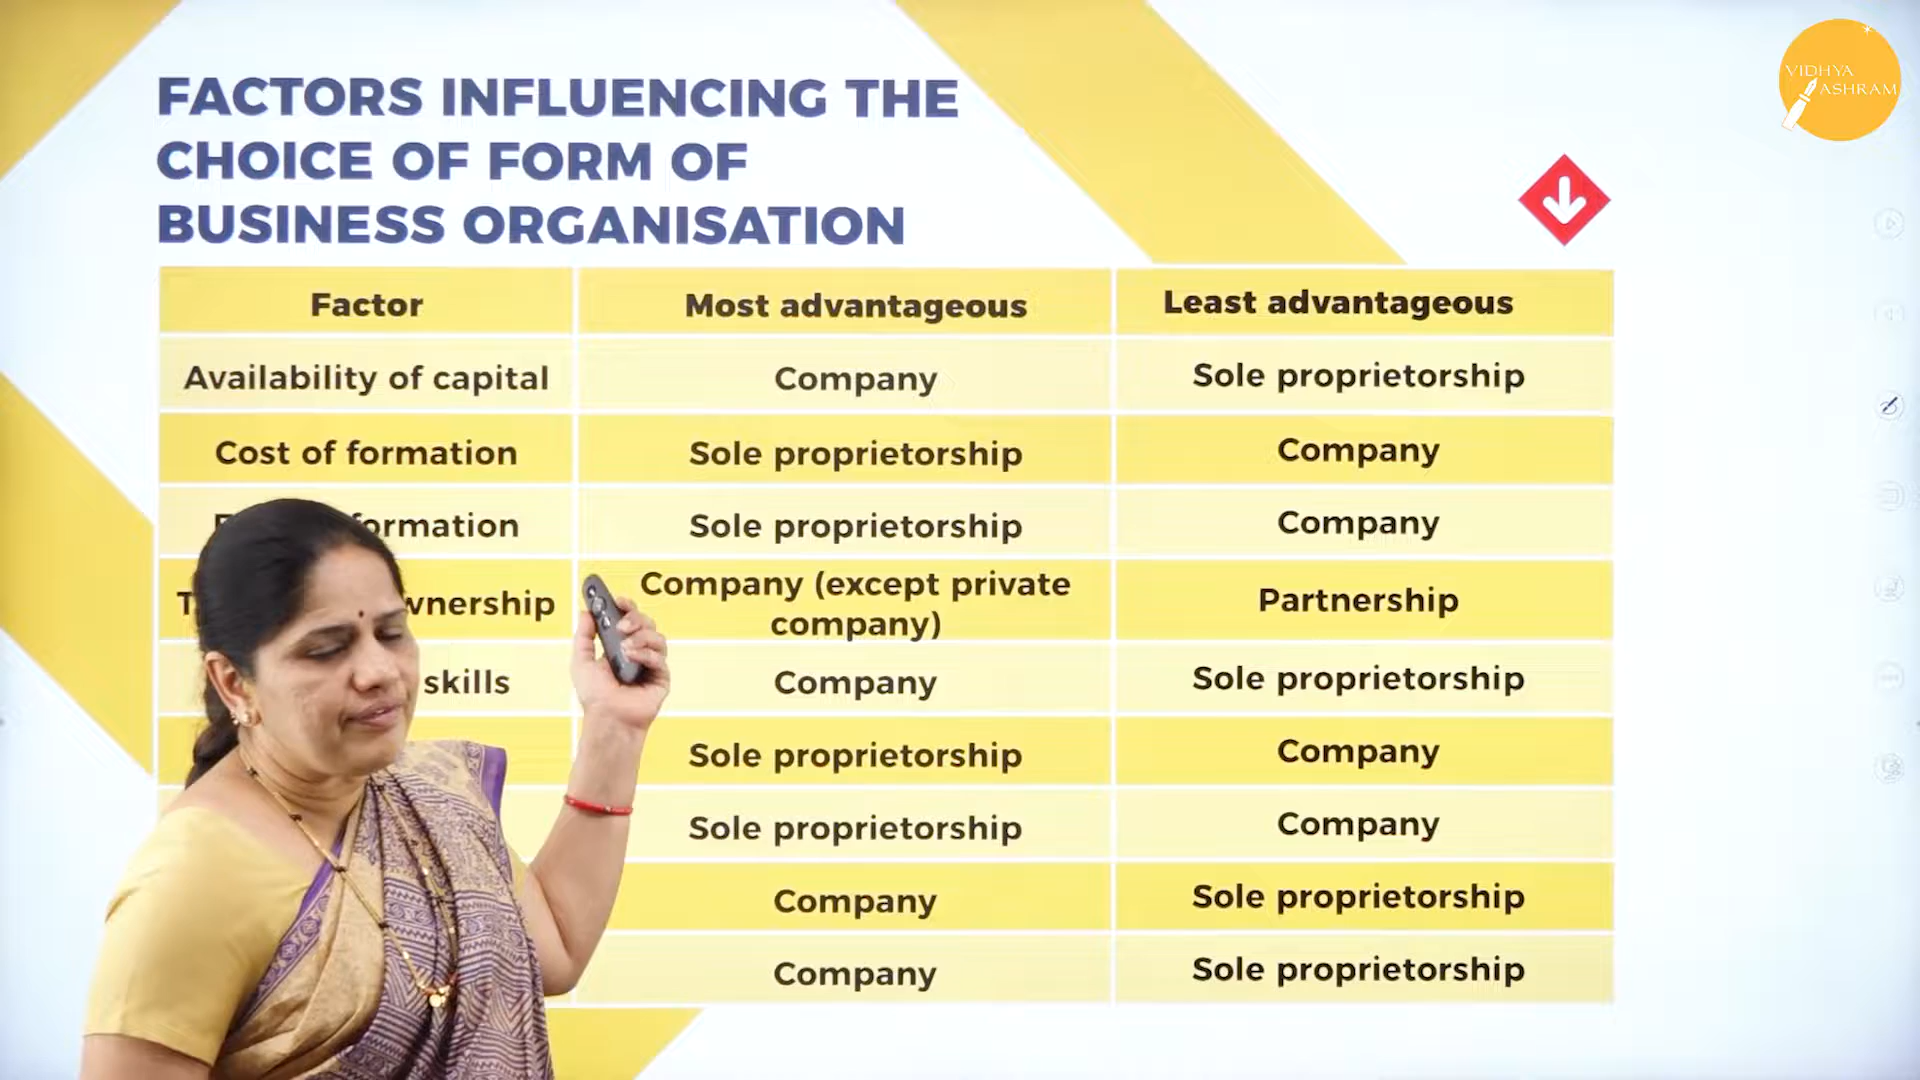 VIDHYA
ASHRAM
FACTORS INFLUENCING THE
CHOICE OF FORM OF
BUSINESS ORGANISATION
Factor Most advantageous Least advantageous
Availability of capital Company Sole proprietorship
Cost of formation Sole proprietorship Company
formation Sole proprietorship Company
Company (except private
company)
Partnership
skills Company Sole proprietorship
Sole proprietorship Company
Sole proprietorship Company
Company Sole proprietorship
Company Sole proprietorship